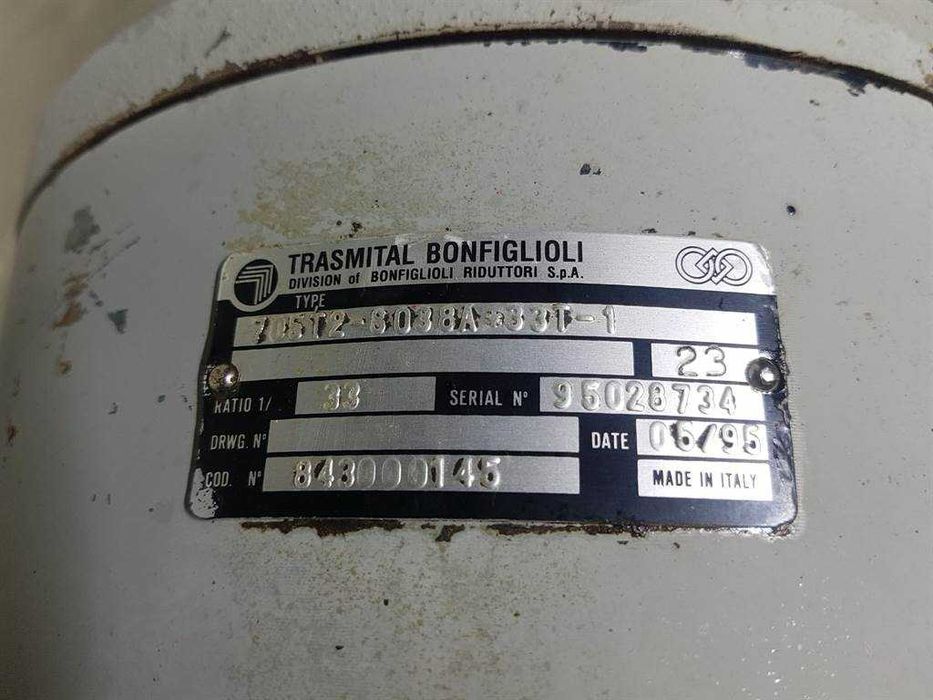 TRASMITAL BONFIGLIOLI
DIVISION of BONFIGLIOLI RIDUTTORI S.p.A.
TYPE
23
RATIO 1/ 33 SERIAL N° 95028734
DRWG. N° DATE 05/95
COD. N° 843000145 MADE IN ITALY